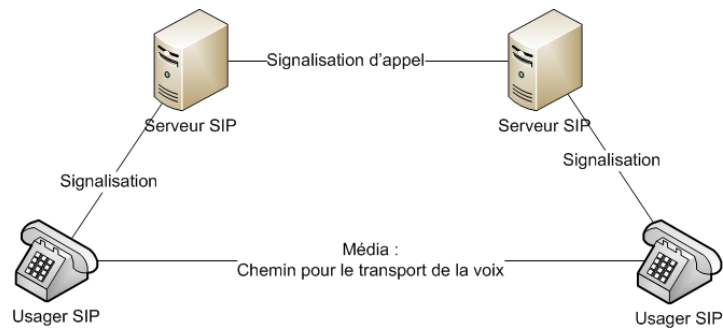 Signalisation d'appel
Serveur SIP
Serveur SIP
Signalisation
Signalisation
Média :
Chemin pour le transport de la voix
Usager SIP
Usager SIP